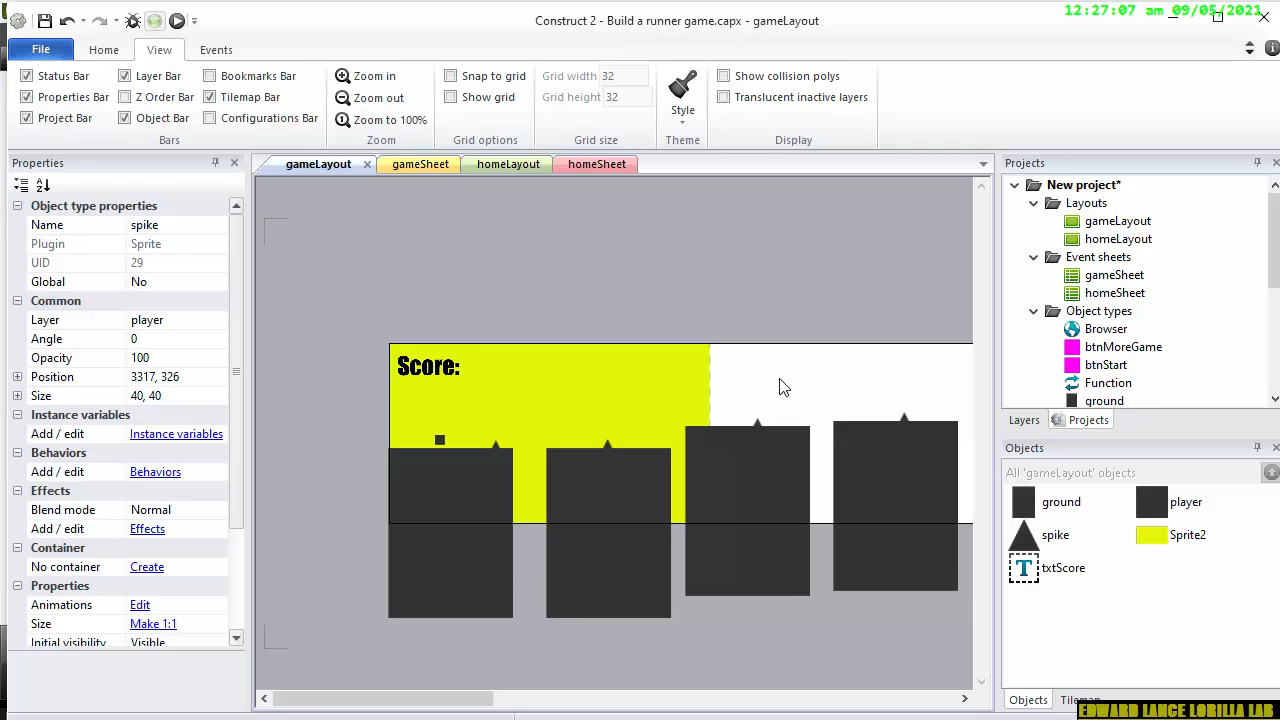 Construct 2 - Build a runner game.capx - gameLayout
12:27:07 am 09/05/2021
File
Home
View
Events
Status Bar
Layer Bar
Bookmarks Bar
Properties Bar
Z Order Bar
Tilemap Bar
Project Bar
Object Bar
Configurations Bar
Bars
Zoom in
Zoom out
Zoom to 100%
Zoom
Snap to grid
Show grid
Grid options
Grid width 32
Grid height 32
Grid size
Style
Theme
Show collision polys
Translucent inactive layers
Display
Properties
Object type properties
Name spike
Plugin Sprite
UID 29
Global No
Common
Layer player
Angle 0
Opacity 100
Position 3317, 326
Size 40, 40
Instance variables
Add / edit Instance variables
Behaviors
Add / edit Behaviors
Effects
Blend mode Normal
Add / edit Effects
Container
No container Create
Properties
Animations Edit
Size Make 1:1
Initial visibility Visible
gameLayout
gameSheet
homeLayout
homeSheet
Score:
Projects
New project*
Layouts
gameLayout
homeLayout
Event sheets
gameSheet
homeSheet
Object types
Browser
btnMoreGame
btnStart
Function
ground
Layers
Projects
Objects
All 'gameLayout' objects
ground
player
spike
Sprite2
T
txtScore
Objects
Tilemap
EDWARD LANCE LORILLA LAB